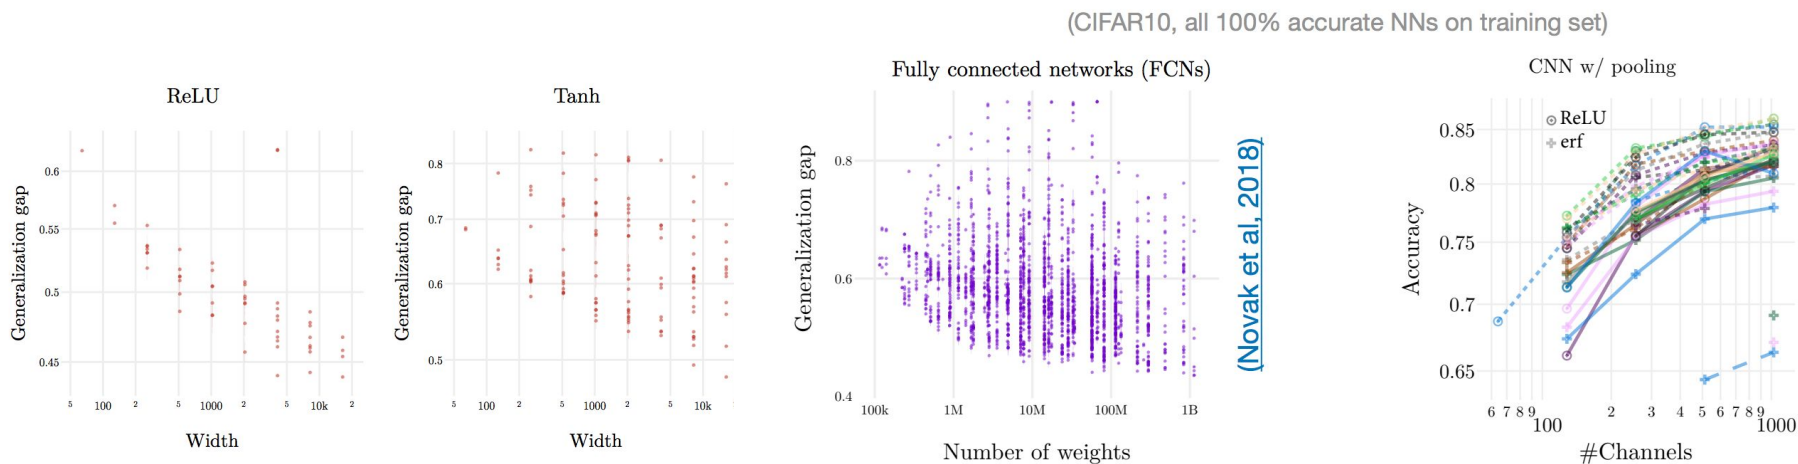 (CIFAR10, all 100% accurate NNs on training set)
ReLU
Generalization gap
0.6
0.55
0.5
0.45
5 100 2 5 1000 2 5 10k 2
Width
Tanh
Generalization gap
0.8
0.7
0.6
0.5
5 100 2 5 1000 2 5 10k
Width
Fully connected networks (FCNs)
Generalization gap
0.8
0.6
0.4
100k 1M 10M 100M 1B
Number of weights
(Novak et al, 2018)
CNN w/ pooling
ReLU
erf
Accuracy
0.85
0.8
0.75
0.7
0.65
6 7 8 9 100 2 3 4 5 6 7 8 9 1000
#Channels